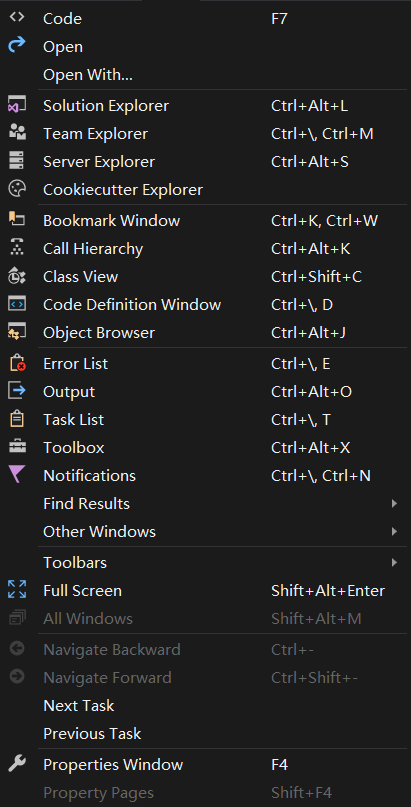 Code F7
Open
Open With...
Solution Explorer Ctrl+Alt+L
Team Explorer Ctrl+\, Ctrl+M
Server Explorer Ctrl+Alt+S
Cookiecutter Explorer
Bookmark Window Ctrl+K, Ctrl+W
Call Hierarchy Ctrl+Alt+K
Class View Ctrl+Shift+C
Code Definition Window Ctrl+\, D
Object Browser Ctrl+Alt+J
Error List Ctrl+\, E
Output Ctrl+Alt+O
Task List Ctrl+\, T
Toolbox Ctrl+Alt+X
Notifications Ctrl+\, Ctrl+N
Find Results
Other Windows
Toolbars
Full Screen Shift+Alt+Enter
All Windows Shift+Alt+M
Navigate Backward Ctrl+-
Navigate Forward Ctrl+Shift+-
Next Task
Previous Task
Properties Window F4
Property Pages Shift+F4